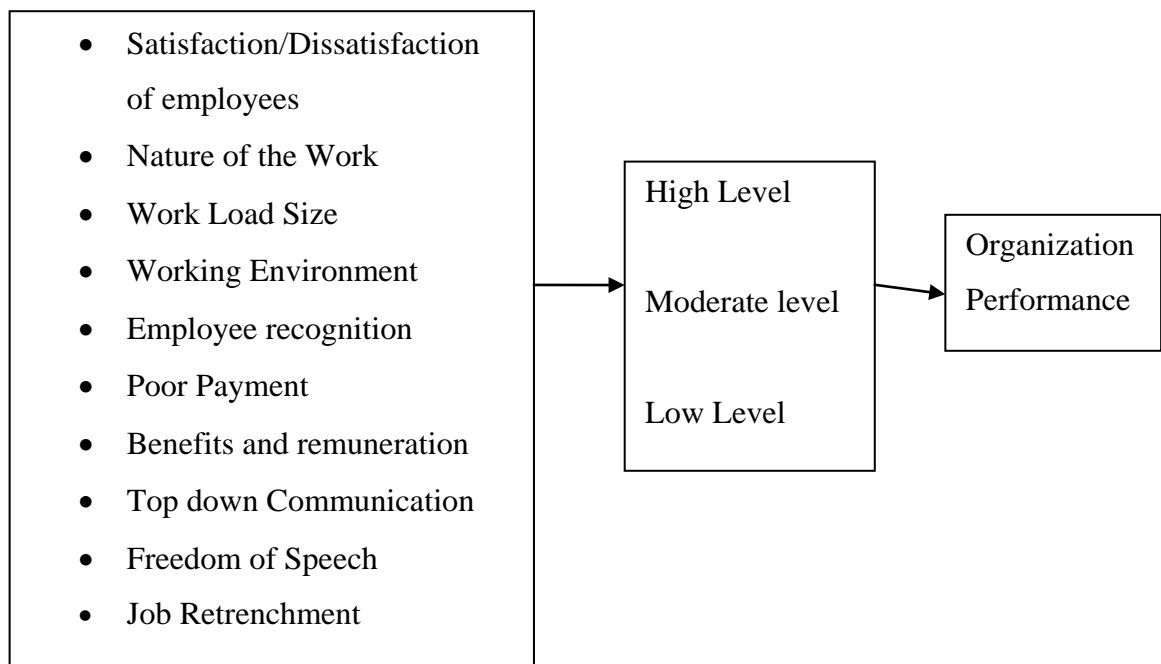 • Satisfaction/Dissatisfaction
of employees
• Nature of the Work
• Work Load Size
• Working Environment
• Employee recognition
• Poor Payment
• Benefits and remuneration
• Top down Communication
• Freedom of Speech
• Job Retrenchment
High Level
Moderate level
Low Level
Organization
Performance